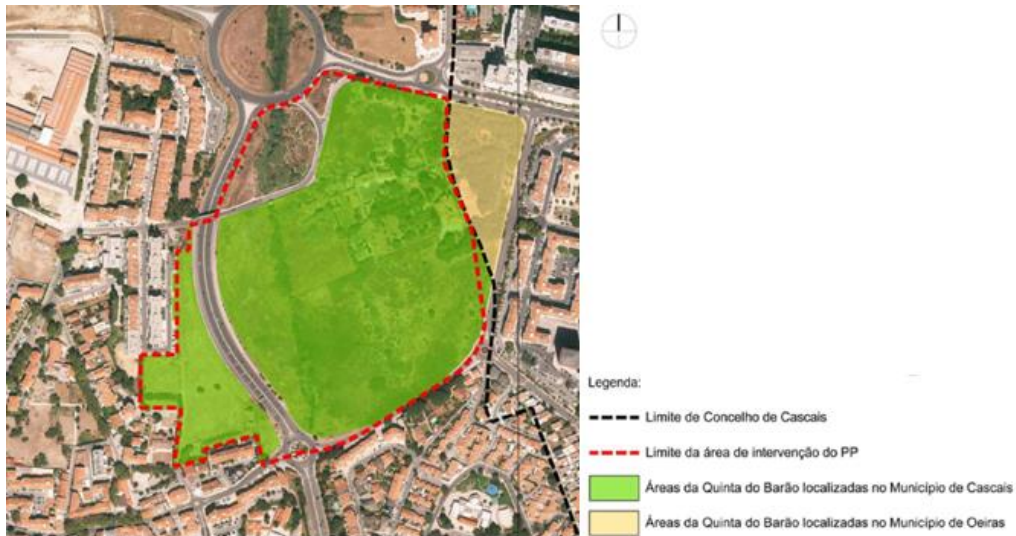 Legenda:
Limite de Concelho de Cascais
Limite da área de intervenção do PP
Áreas da Quinta do Barão localizadas no Município de Cascais
Áreas da Quinta do Barão localizadas no Município de Oeiras